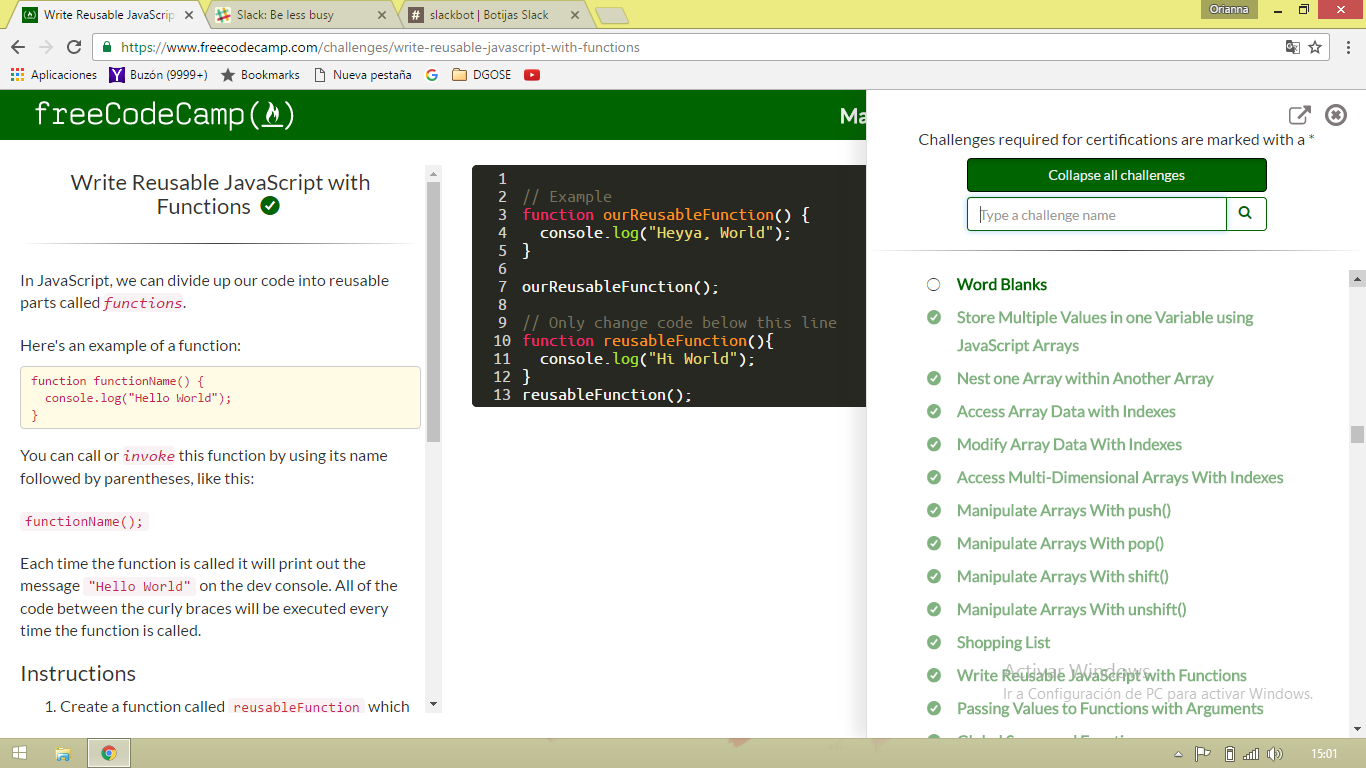 Write Reusable JavaScrip
Slack: Be less busy
slackbot | Botijas Slack
Orianna
https://www.freecodecamp.com/challenges/write-reusable-javascript-with-functions
Aplicaciones
Buzón (9999+)
Bookmarks
Nueva pestaña
DGOSE
freeCodeCamp
Ma
Write Reusable JavaScript with
Functions
In JavaScript, we can divide up our code into reusable
parts called functions.
Here's an example of a function:
function functionName() {
console.log("Hello World");
}
You can call or invoke this function by using its name
followed by parentheses, like this:
functionName();
Each time the function is called it will print out the
message "Hello World" on the dev console. All of the
code between the curly braces will be executed every
time the function is called.
Instructions
1. Create a function called reusableFunction which
1
2 // Example
3 function ourReusableFunction() {
4 console.log("Heyya, World");
5 }
6
7 ourReusableFunction();
8
9 // Only change code below this line
10 function reusableFunction(){
11 console.log("Hi World");
12 }
13 reusableFunction();
Challenges required for certifications are marked with a *
Collapse all challenges
Type a challenge name
Word Blanks
Store Multiple Values in one Variable using
JavaScript Arrays
Nest one Array within Another Array
Access Array Data with Indexes
Modify Array Data With Indexes
Access Multi-Dimensional Arrays With Indexes
Manipulate Arrays With push()
Manipulate Arrays With pop()
Manipulate Arrays With shift()
Manipulate Arrays With unshift()
Shopping List
Write Reusable JavaScript with Functions
Passing Values to Functions with Arguments
Activar Windows
Ir a Configuración de PC para activar Windows.
15:01